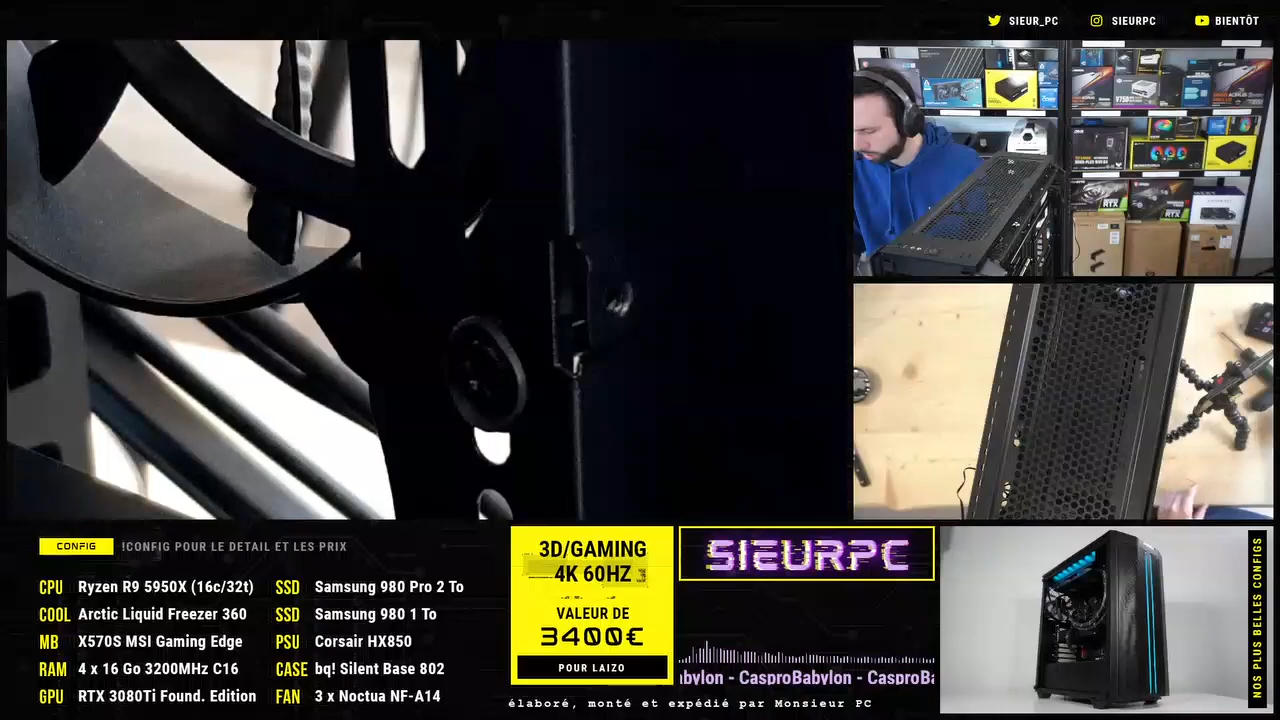 SIEUR_PC SIEURPC BIENTÔT
CONFIG !CONFIG POUR LE DETAIL ET LES PRIX
CPU Ryzen R9 5950X (16c/32t) SSD Samsung 980 Pro 2 To
COOL Arctic Liquid Freezer 360 SSD Samsung 980 1 To
MB X570S MSI Gaming Edge PSU Corsair HX850
RAM 4 x 16 Go 3200MHz C16 CASE bq! Silent Base 802
GPU RTX 3080Ti Found. Edition FAN 3 x Noctua NF-A14
3D/GAMING
4K 60HZ
VALEUR DE
3400€
POUR LAIZO
SIEURPC
abylon - CasproBabylon - CasproBa
élaboré, monté et expédié par Monsieur PC
NOS PLUS BELLES CONFIGS
RTX
RTX